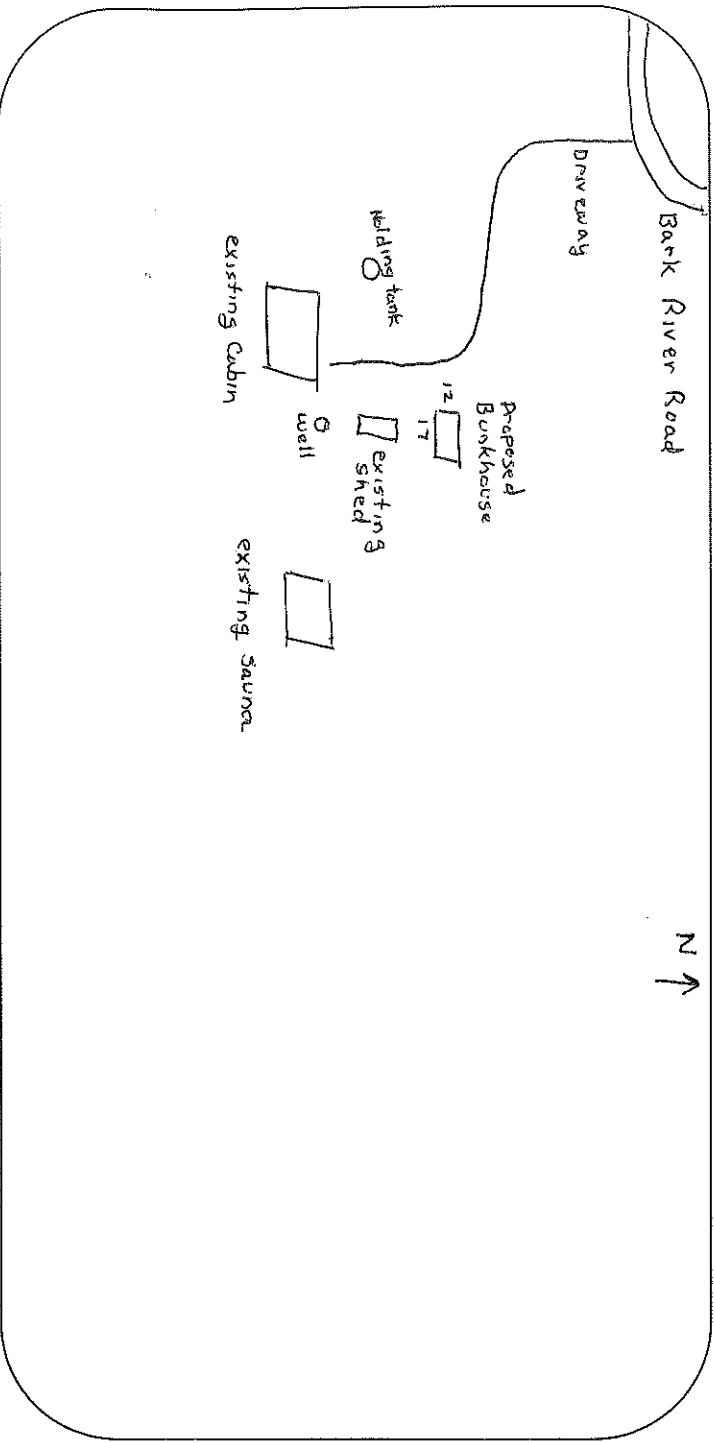 Bark River Road
N
Driveway
Proposed
Bunkhouse
12
17
Holding tank
existing
shed
well
existing Cabin
existing Sauna